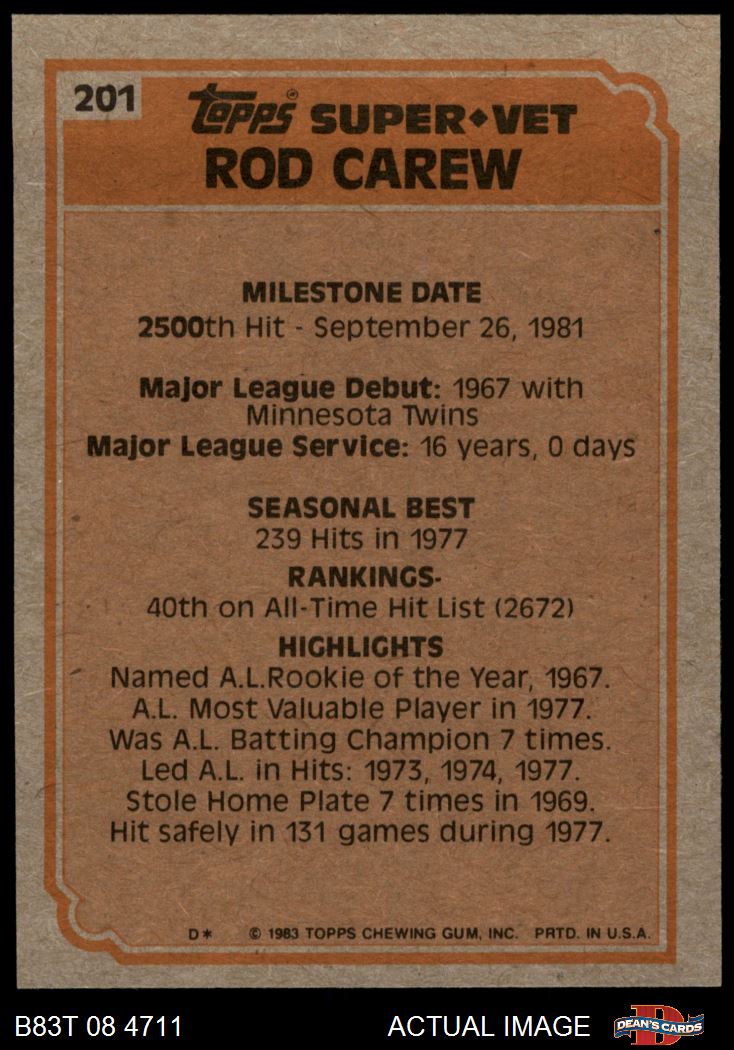 201
Topps® SUPER♦VET
ROD CAREW
MILESTONE DATE
2500th Hit - September 26, 1981
Major League Debut: 1967 with
Minnesota Twins
Major League Service: 16 years, 0 days
SEASONAL BEST
239 Hits in 1977
RANKINGS-
40th on All-Time Hit List (2672)
HIGHLIGHTS
Named A.L.Rookie of the Year, 1967.
A.L. Most Valuable Player in 1977.
Was A.L. Batting Champion 7 times.
Led A.L. in Hits: 1973, 1974, 1977.
Stole Home Plate 7 times in 1969.
Hit safely in 131 games during 1977.
D* © 1983 TOPPS CHEWING GUM, INC. PRTD. IN U.S.A.
B83T 08 4711 ACTUAL IMAGE D DEAN'S CARDS